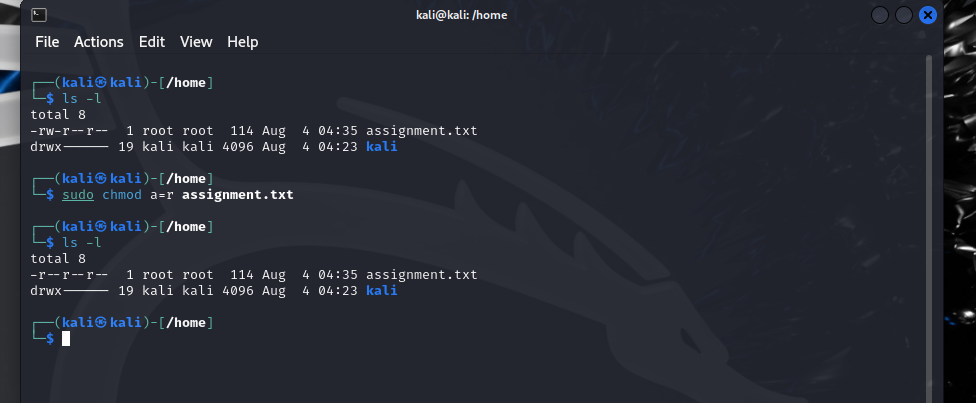 kali@kali: /home
File Actions Edit View Help
┌──(kali㉿kali)-[/home]
└─$ ls -l
total 8
-rw-r--r-- 1 root root 114 Aug 4 04:35 assignment.txt
drwx------ 19 kali kali 4096 Aug 4 04:23 kali
┌──(kali㉿kali)-[/home]
└─$ sudo chmod a=r assignment.txt
┌──(kali㉿kali)-[/home]
└─$ ls -l
total 8
-r--r--r-- 1 root root 114 Aug 4 04:35 assignment.txt
drwx------ 19 kali kali 4096 Aug 4 04:23 kali
┌──(kali㉿kali)-[/home]
└─$